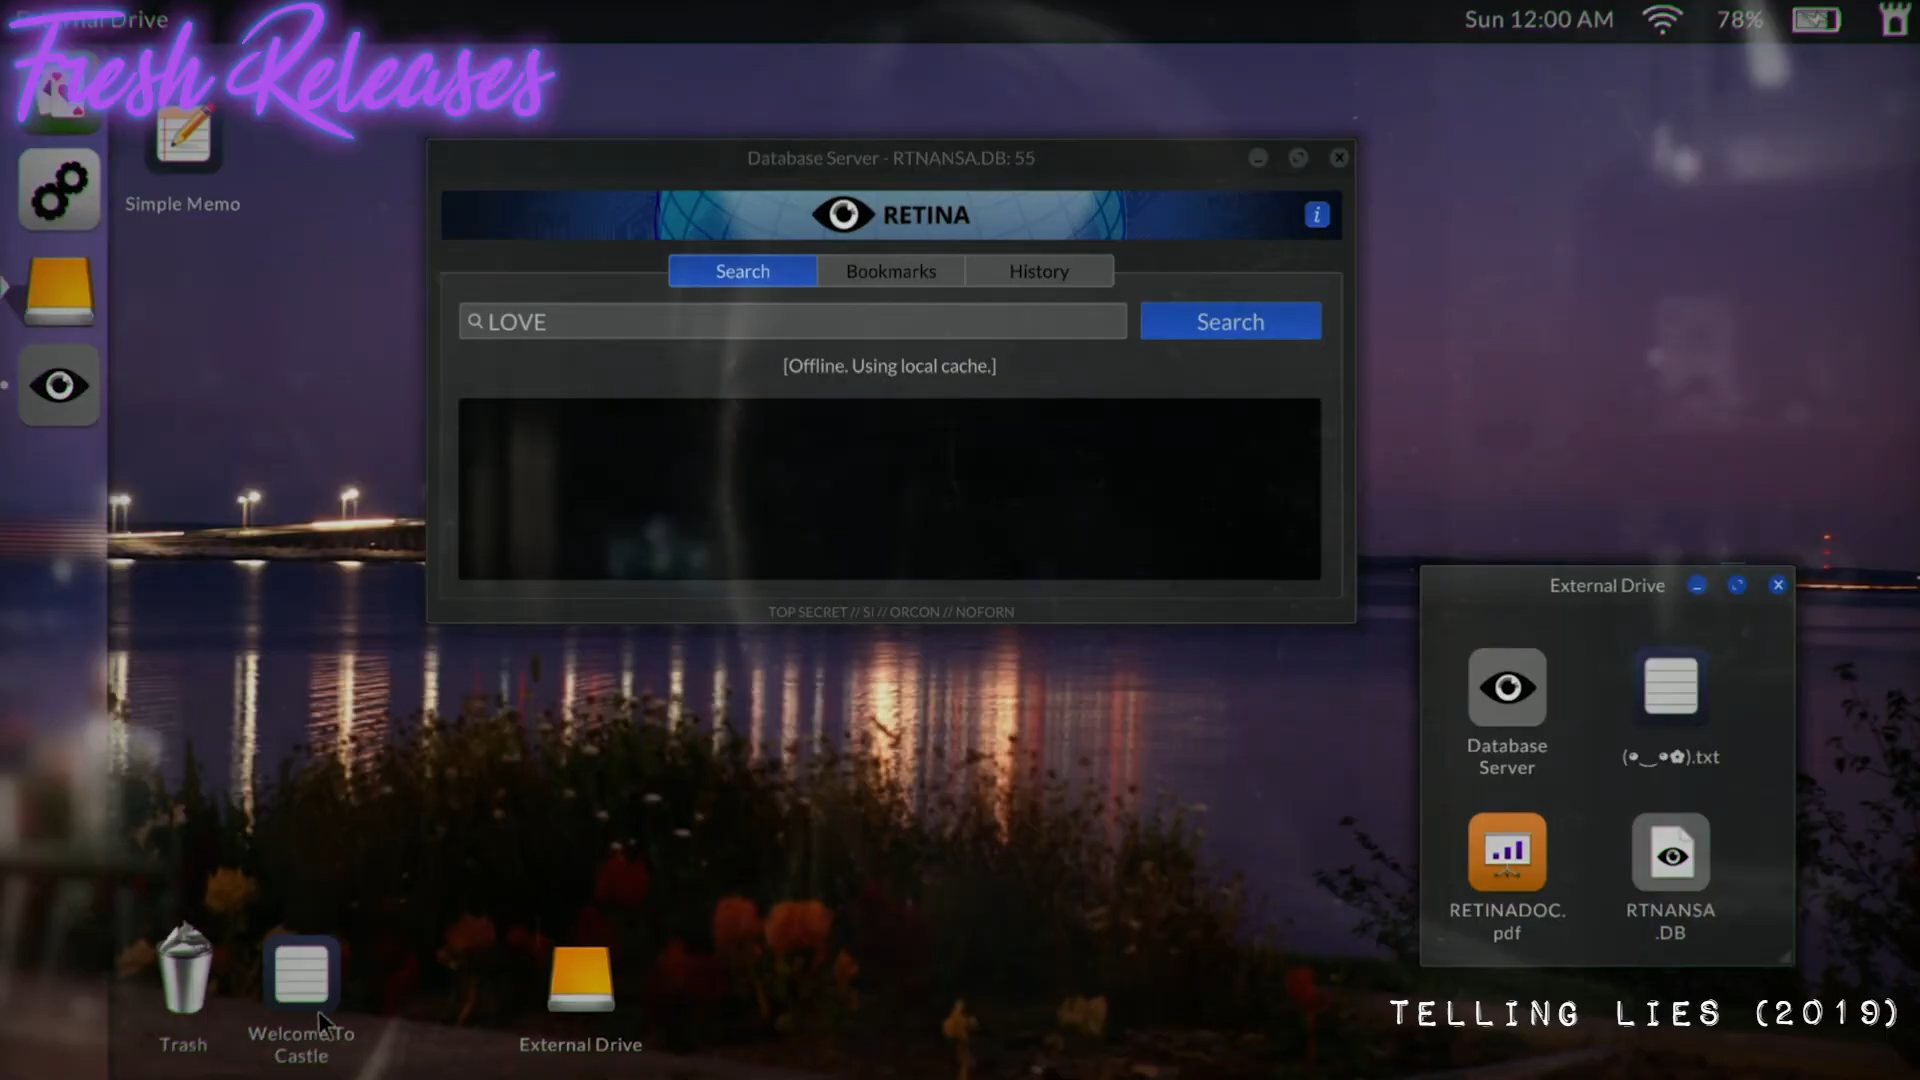 External Drive
Sun 12:00 AM
78%
Fresh Releases
Simple Memo
Database Server - RTNANSA.DB: 55
RETINA
i
Search
Bookmarks
History
LOVE
Search
[Offline. Using local cache.]
TOP SECRET // SI // ORCON // NOFORN
External Drive
Database
Server
(•‿•✿).txt
RETINADOC.
pdf
RTNANSA
.DB
Trash
Welcome To
Castle
External Drive
TELLING LIES (2019)